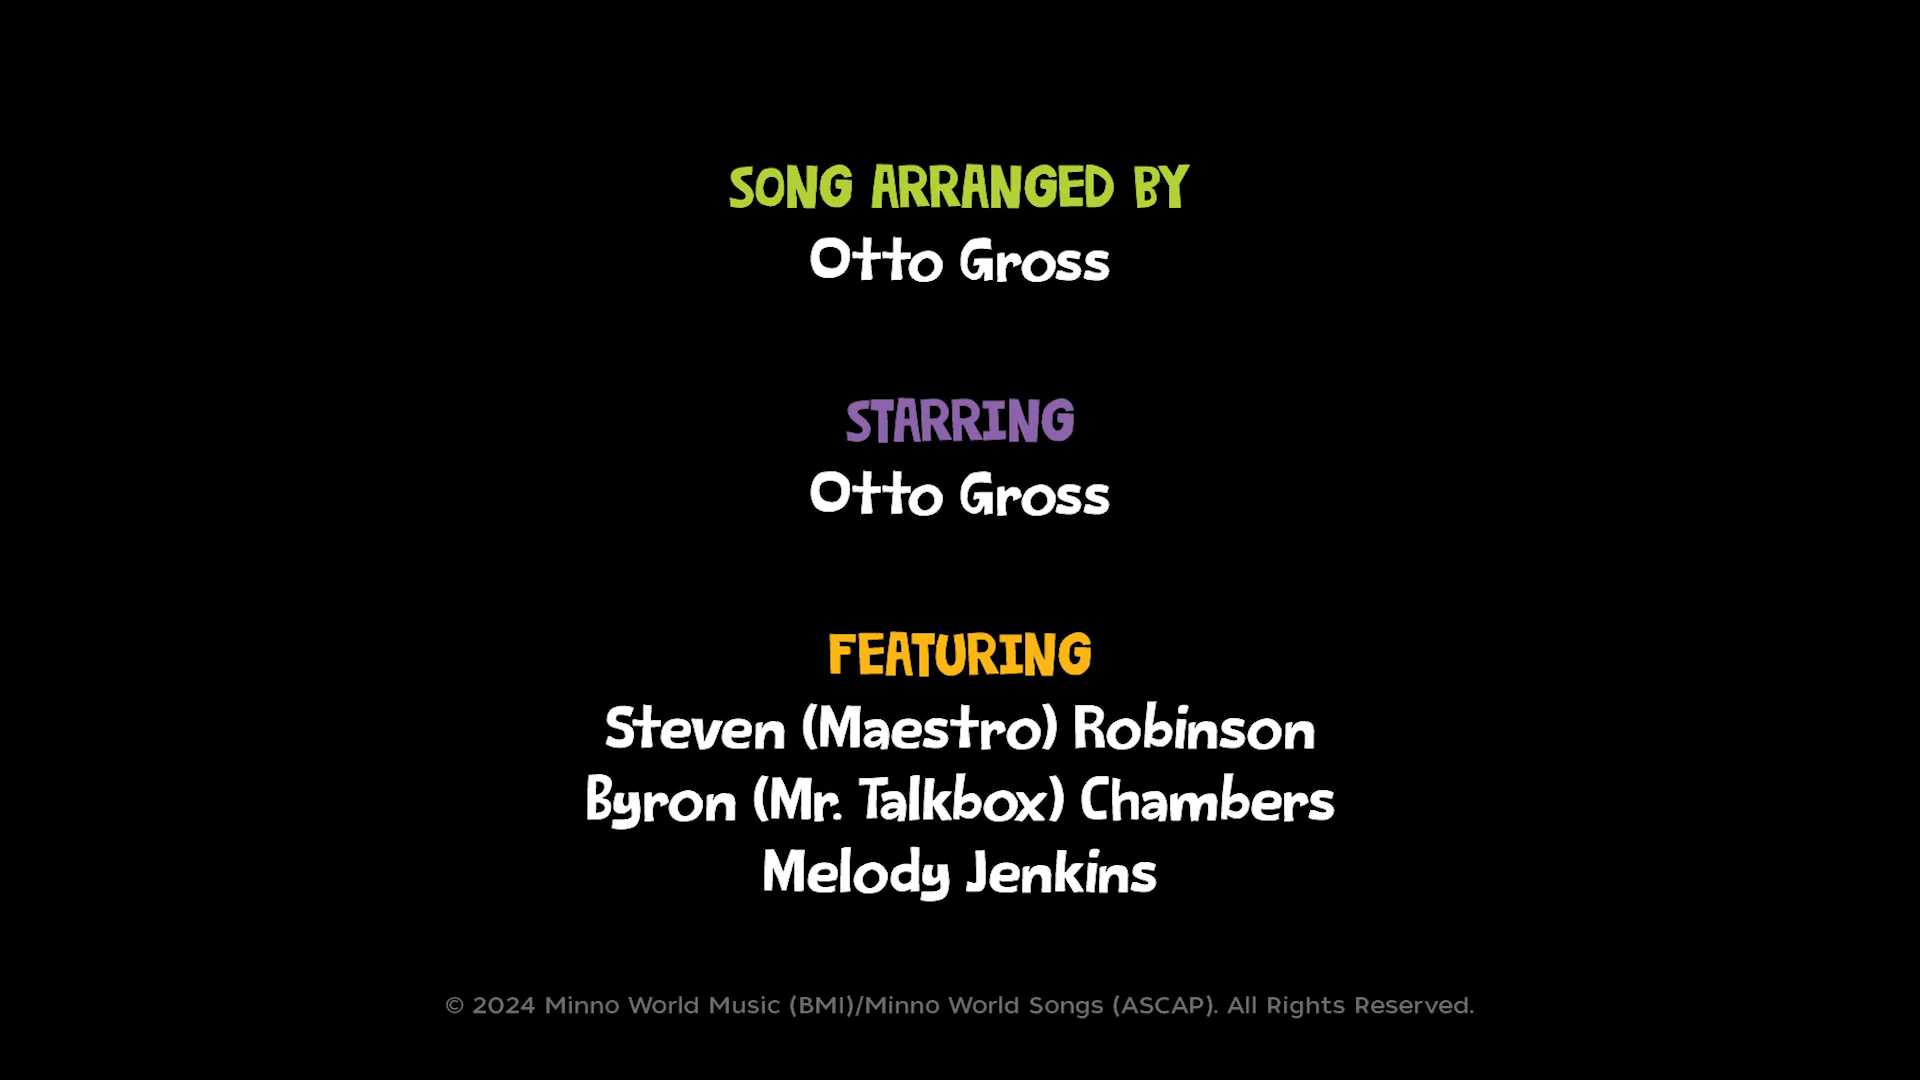 SONG ARRANGED BY
Otto Gross
STARRING
Otto Gross
FEATURING
Steven (Maestro) Robinson
Byron (Mr. Talkbox) Chambers
Melody Jenkins
© 2024 Minno World Music (BMI)/Minno World Songs (ASCAP). All Rights Reserved.